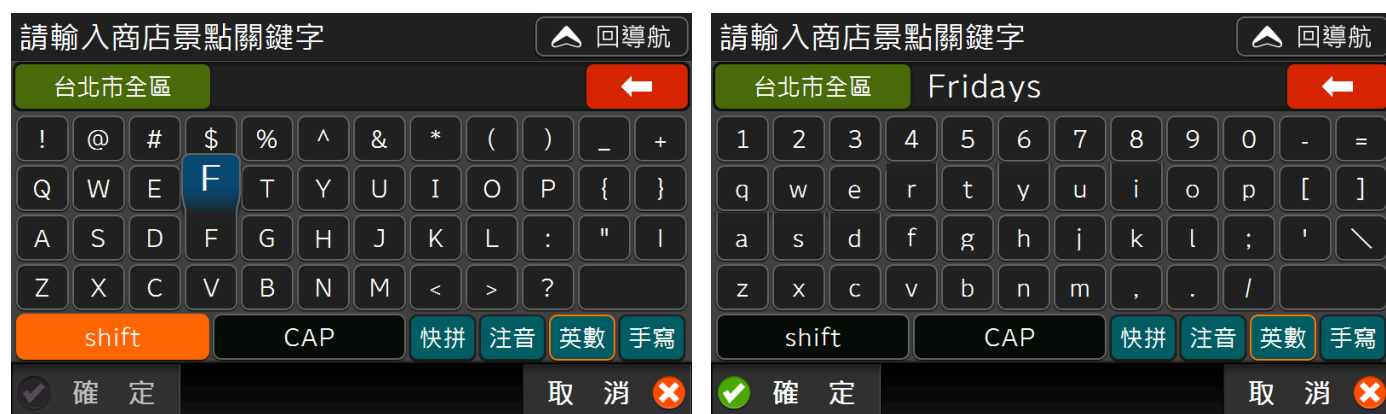 請輸入商店景點關鍵字 回導航
台北市全區
! @ # $ % ^ & * ( ) _ +
Q W E F T Y U I O P { }
A S D F G H J K L : " |
Z X C V B N M < > ?
shift CAP 快拼 注音 英數 手寫
確定 取消
請輸入商店景點關鍵字 回導航
台北市全區 Fridays
1 2 3 4 5 6 7 8 9 0 - =
q w e r t y u i o p [ ]
a s d f g h j k l ; ' \
z x c v b n m , . /
shift CAP 快拼 注音 英數 手寫
確定 取消